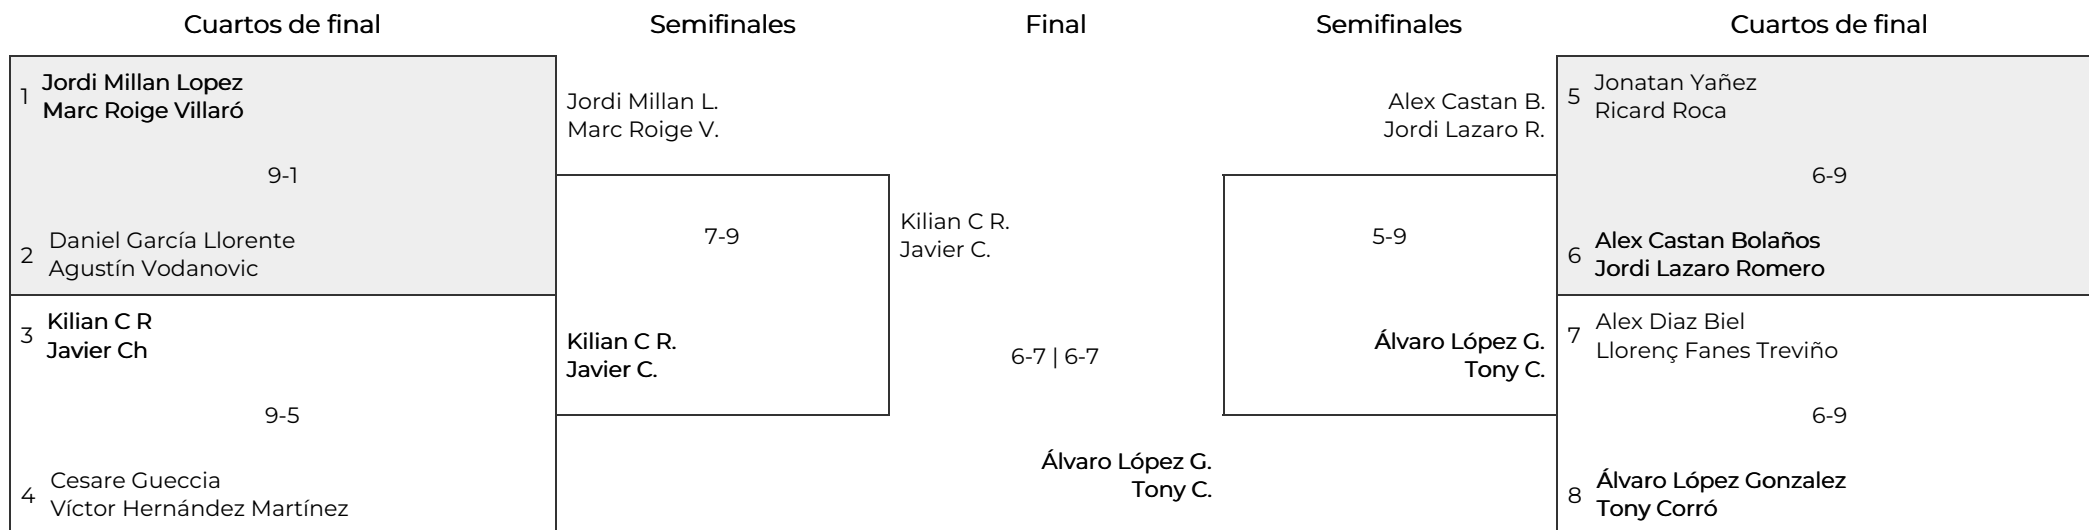 Cuartos de final
Semifinales
Final
Semifinales
Cuartos de final
1
Jordi Millan Lopez
Marc Roige Villaró
9-1
2
Daniel García Llorente
Agustín Vodanovic
3
Kilian C R
Javier Ch
9-5
4
Cesare Gueccia
Víctor Hernández Martínez
Jordi Millan L.
Marc Roige V.
7-9
Kilian C R.
Javier C.
Kilian C R.
Javier C.
6-7 | 6-7
Álvaro López G.
Tony C.
Alex Castan B.
Jordi Lazaro R.
5-9
Álvaro López G.
Tony C.
5
Jonatan Yañez
Ricard Roca
6-9
6
Alex Castan Bolaños
Jordi Lazaro Romero
7
Alex Diaz Biel
Llorenç Fanes Treviño
6-9
8
Álvaro López Gonzalez
Tony Corró